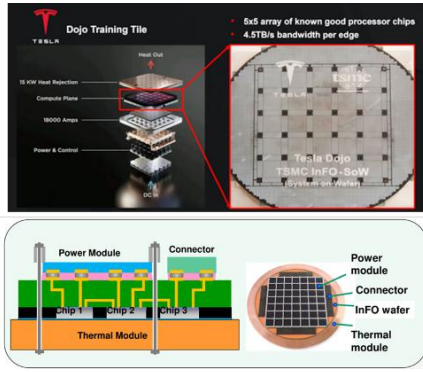 TESLA
Dojo Training Tile
• 5x5 array of known good processor chips
• 4.5TB/s bandwidth per edge
Heat Out
15 KW Heat Rejection
Compute Plane
18000 Amps
Power & Control
DC In
TESLA
tsmc
Tesla Dojo
TSMC InFO-SoW
(System on-Wafer)
Power Module
Connector
Chip 1
Chip 2
Chip 3
Thermal Module
Power
module
Connector
InFO wafer
Thermal
module